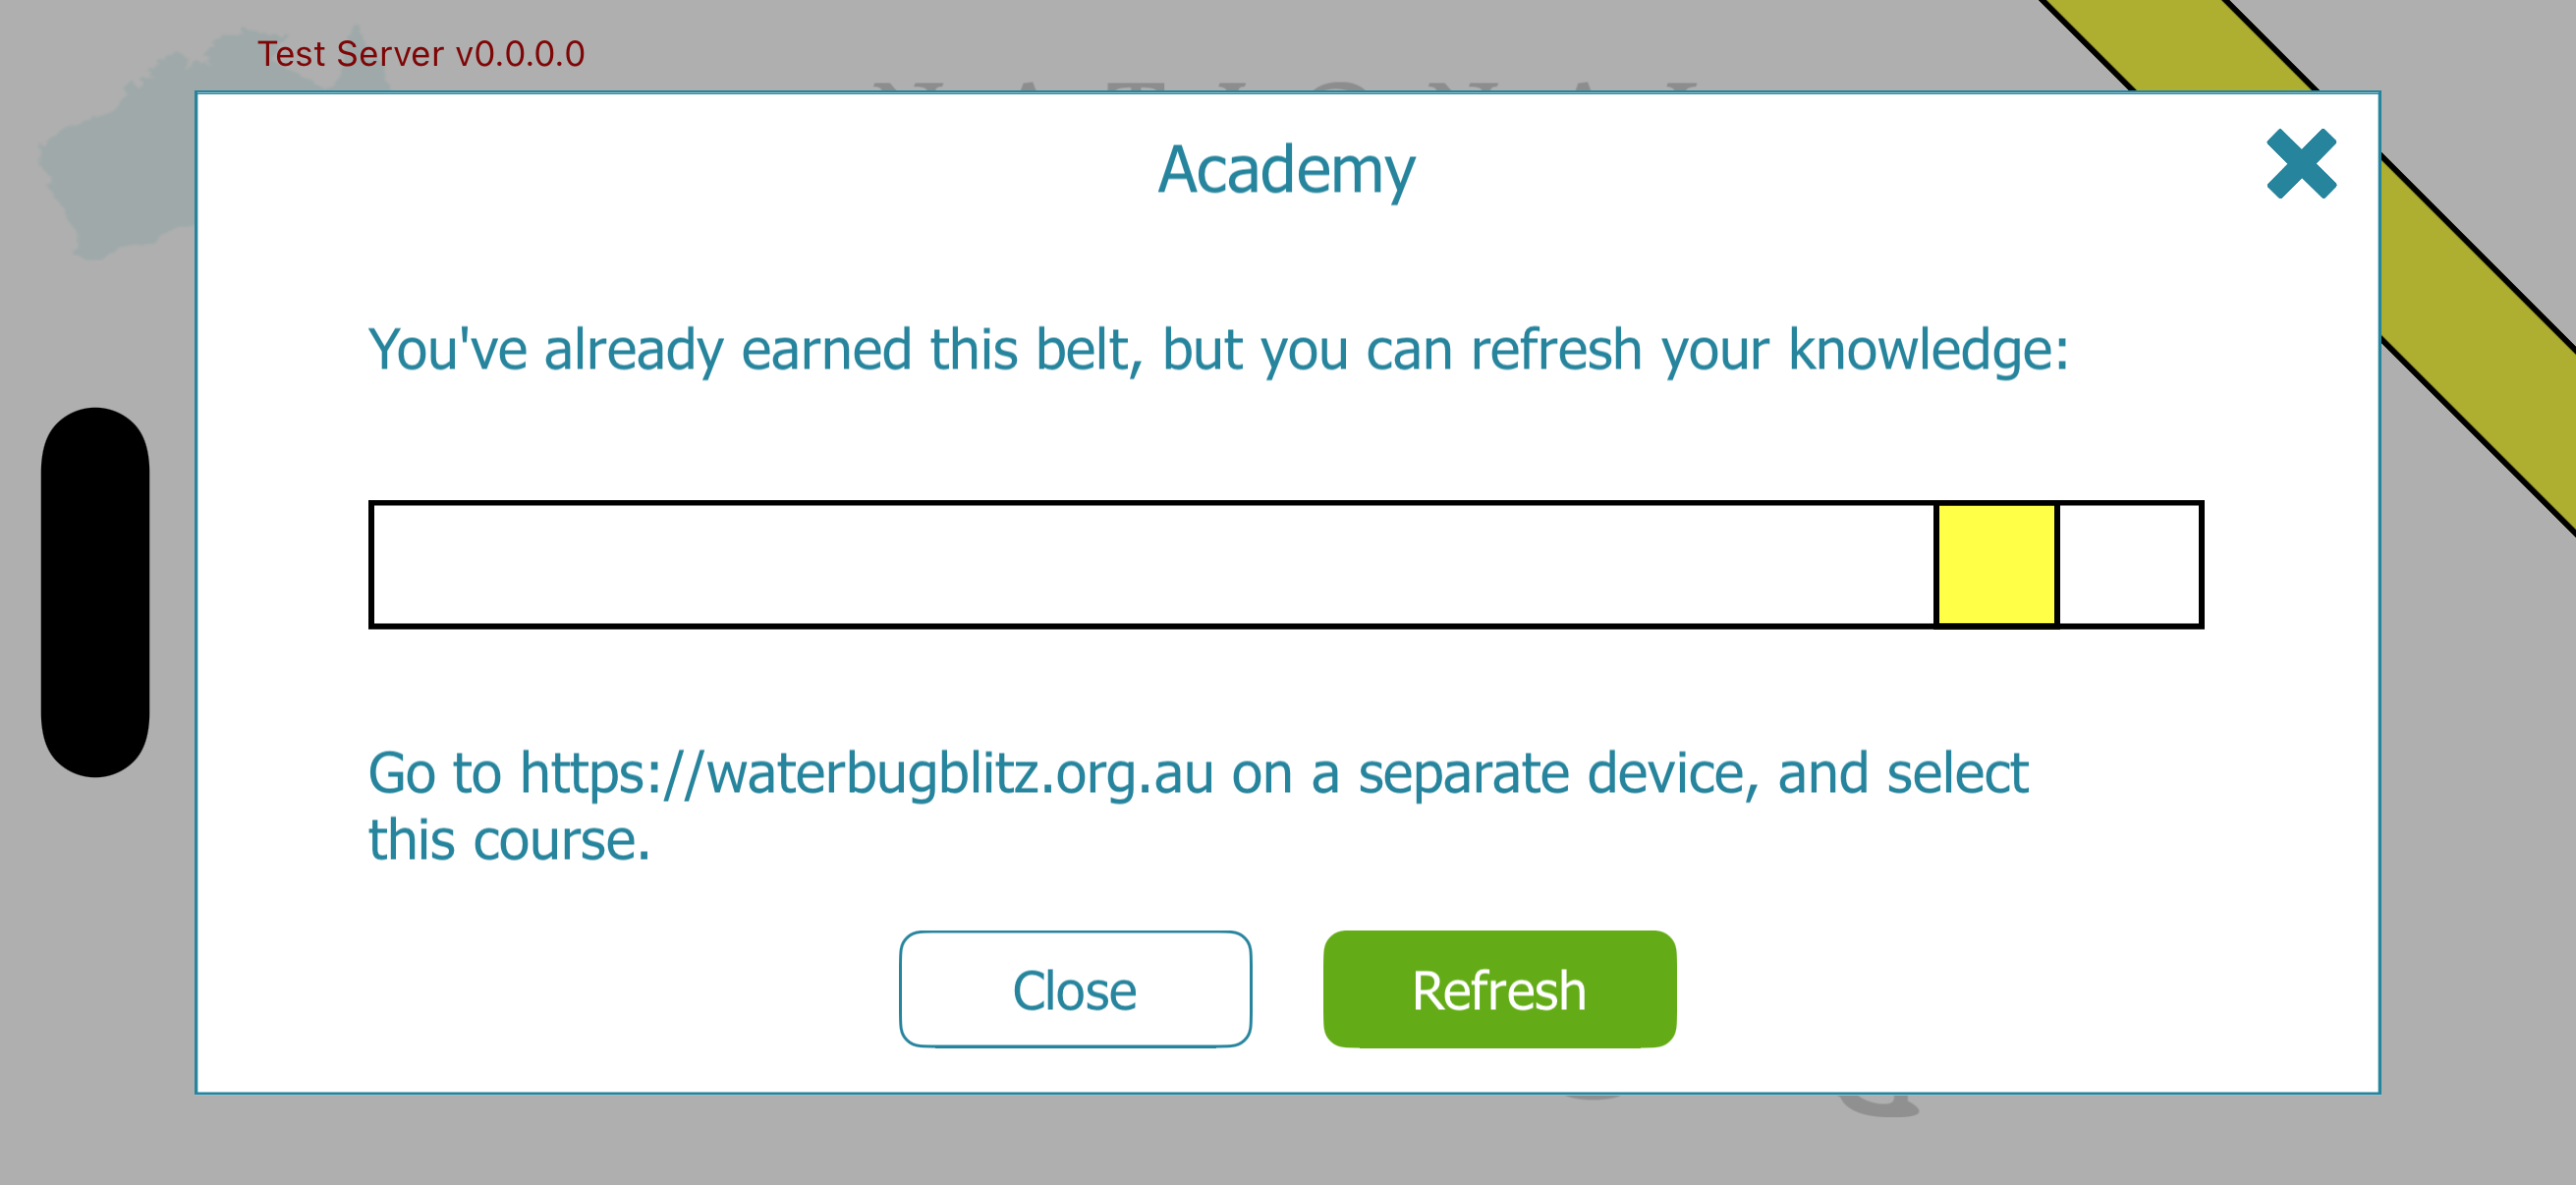 Test Server v0.0.0.0
Academy
You've already earned this belt, but you can refresh your knowledge:
Go to https://waterbugblitz.org.au on a separate device, and select
this course.
Close
Refresh